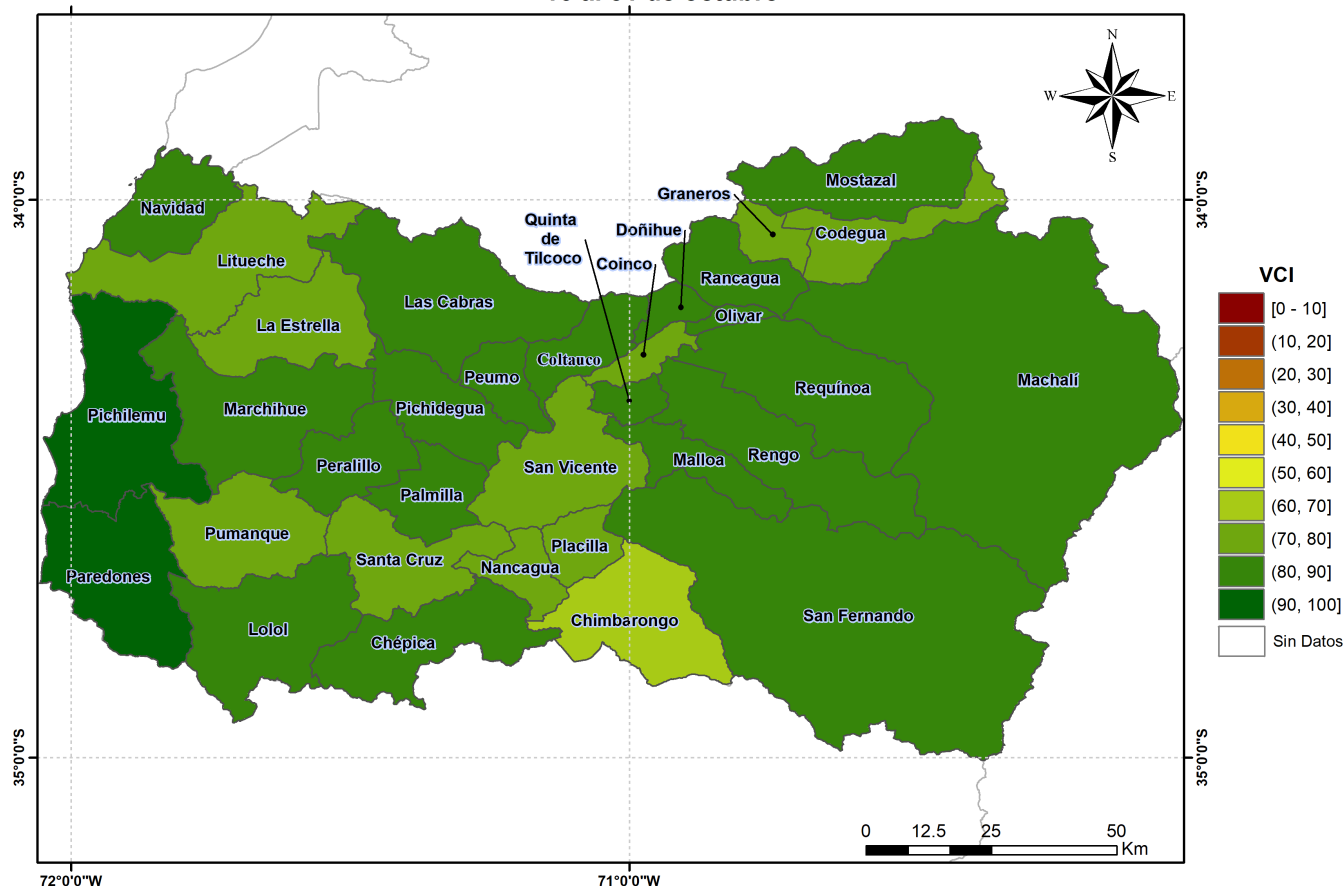 N
W
E
S
Mostazal
Graneros
Navidad
Quinta
de
Tilcoco
Doñihue
Codegua
Coinco
Litueche
Rancagua
Las Cabras
Olivar
La Estrella
Coltauco
Peumo
Requínoa
Machalí
Marchihue
Pichidegua
Pichilemu
Rengo
Malloa
Peralillo
San Vicente
Palmilla
Pumanque
Placilla
Santa Cruz
Nancagua
Paredones
San Fernando
Chimbarongo
Lolol
Chépica
VCI
[0 - 10]
(10, 20]
(20, 30]
(30, 40]
(40, 50]
(50, 60]
(60, 70]
(70, 80]
(80, 90]
(90, 100]
Sin Datos
34°0'0"S
34°0'0"S
35°0'0"S
35°0'0"S
0 12.5 25 50
Km
72°0'0"W
71°0'0"W